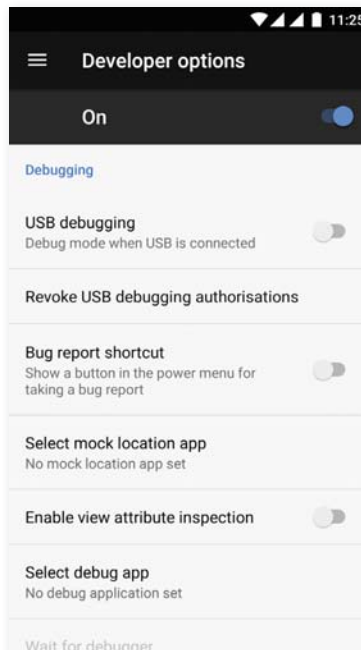 11:25
Developer options
On
Debugging
USB debugging
Debug mode when USB is connected
Revoke USB debugging authorisations
Bug report shortcut
Show a button in the power menu for
taking a bug report
Select mock location app
No mock location app set
Enable view attribute inspection
Select debug app
No debug application set
Wait for debugger